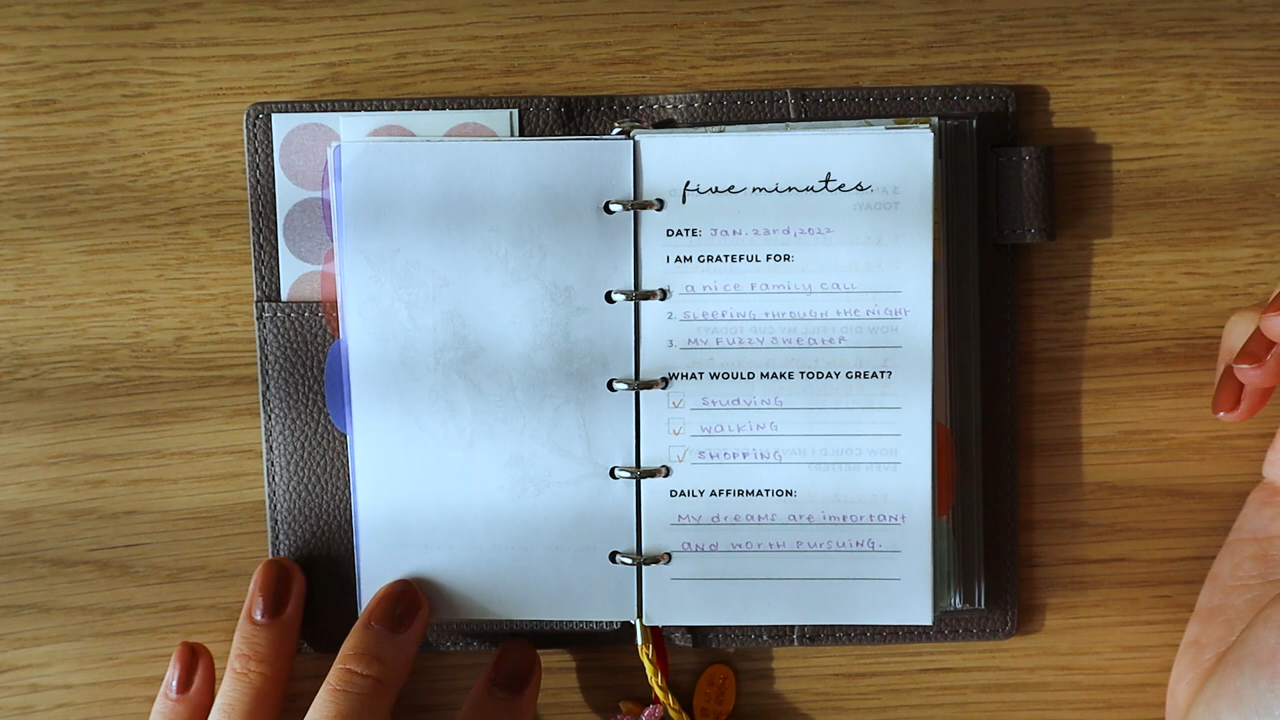 five minutes.
DATE: Jan. 23rd, 2022
I AM GRATEFUL FOR:
1. a nice family call
2. sleeping through the night
3. my fuzzy sweater
WHAT WOULD MAKE TODAY GREAT?
studying
walking
shopping
DAILY AFFIRMATION:
my dreams are important
and worth pursuing.